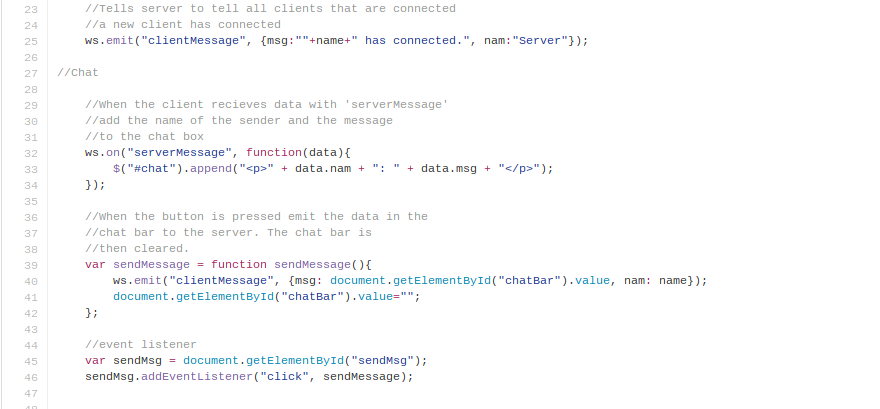 23 //Tells server to tell all clients that are connected
24 //a new client has connected
25 ws.emit("clientMessage", {msg:""+name+" has connected.", nam:"Server"});
26
27 //Chat
28
29 //When the client recieves data with 'serverMessage'
30 //add the name of the sender and the message
31 //to the chat box
32 ws.on("serverMessage", function(data){
33 $("#chat").append("<p>" + data.nam + ": " + data.msg + "</p>");
34 });
35
36 //When the button is pressed emit the data in the
37 //chat bar to the server. The chat bar is
38 //then cleared.
39 var sendMessage = function sendMessage(){
40 ws.emit("clientMessage", {msg: document.getElementById("chatBar").value, nam: name});
41 document.getElementById("chatBar").value="";
42 };
43
44 //event listener
45 var sendMsg = document.getElementById("sendMsg");
46 sendMsg.addEventListener("click", sendMessage);
47